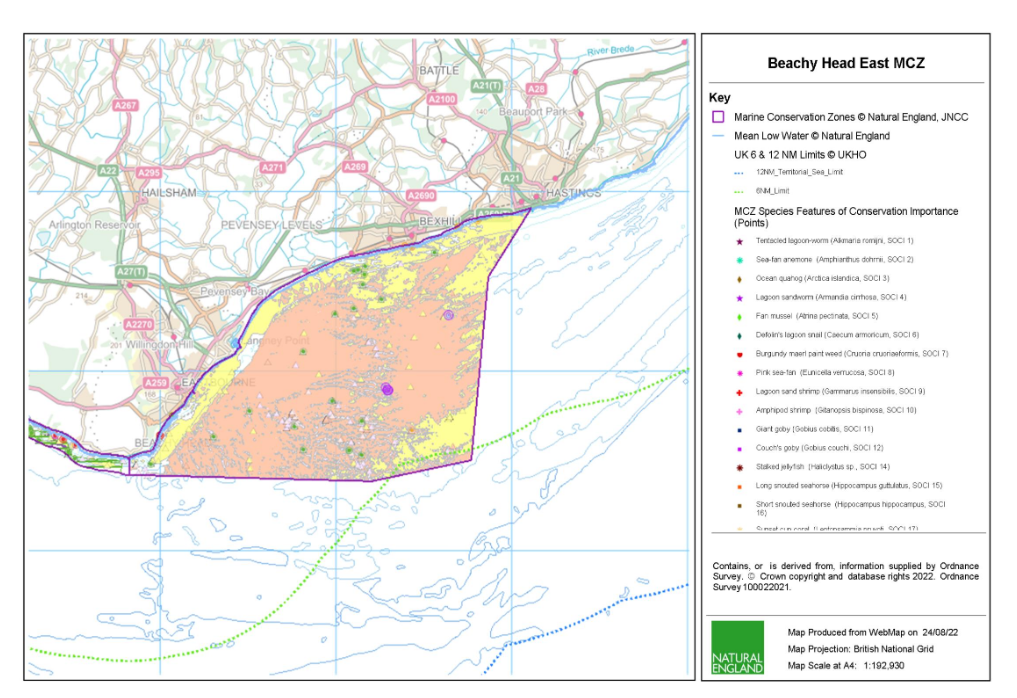 River Brede
BATTLE
A21(T)
A28
A2100
A267
Beauport Park
A22
A295
A271
A269
A21
HAILSHAM
A2690
HASTINGS
BEXHILL
Arlington Reservoir
PEVENSEY LEVELS
A27(T)
Pevensey Bay
A2270
Willingdon Hill
Langney Point
A259
Beachy Head East MCZ
Key
Marine Conservation Zones © Natural England, JNCC
Mean Low Water © Natural England
UK 6 & 12 NM Limits © UKHO
12NM_Territorial_Sea_Limit
6NM_Limit
MCZ Species Features of Conservation Importance
(Points)
Tentacled lagoon-worm (Alkmaria romijni, SOCI 1)
Sea-fan anemone (Amphianthus dohrnii, SOCI 2)
Ocean quahog (Arctica islandica, SOCI 3)
Lagoon sandworm (Armandia cirrhosa, SOCI 4)
Fan mussel (Atrina pectinata, SOCI 5)
Defolin's lagoon snail (Caecum armoricum, SOCI 6)
Burgundy maerl paint weed (Cruoria cruoriaeformis, SOCI 7)
Pink sea-fan (Eunicella verrucosa, SOCI 8)
Lagoon sand shrimp (Gammarus insensibilis, SOCI 9)
Amphipod shrimp (Gitanopsis bispinosa, SOCI 10)
Giant goby (Gobius cobitis, SOCI 11)
Couch's goby (Gobius couchi, SOCI 12)
Stalked jellyfish (Haliclystus sp., SOCI 14)
Long snouted seahorse (Hippocampus guttulatus, SOCI 15)
Short snouted seahorse (Hippocampus hippocampus, SOCI
16)
Contains, or is derived from, information supplied by Ordnance
Survey. © Crown copyright and database rights 2022. Ordnance
Survey 100022021.
NATURAL
ENGLAND
Map Produced from WebMap on 24/08/22
Map Projection: British National Grid
Map Scale at A4: 1:192,930